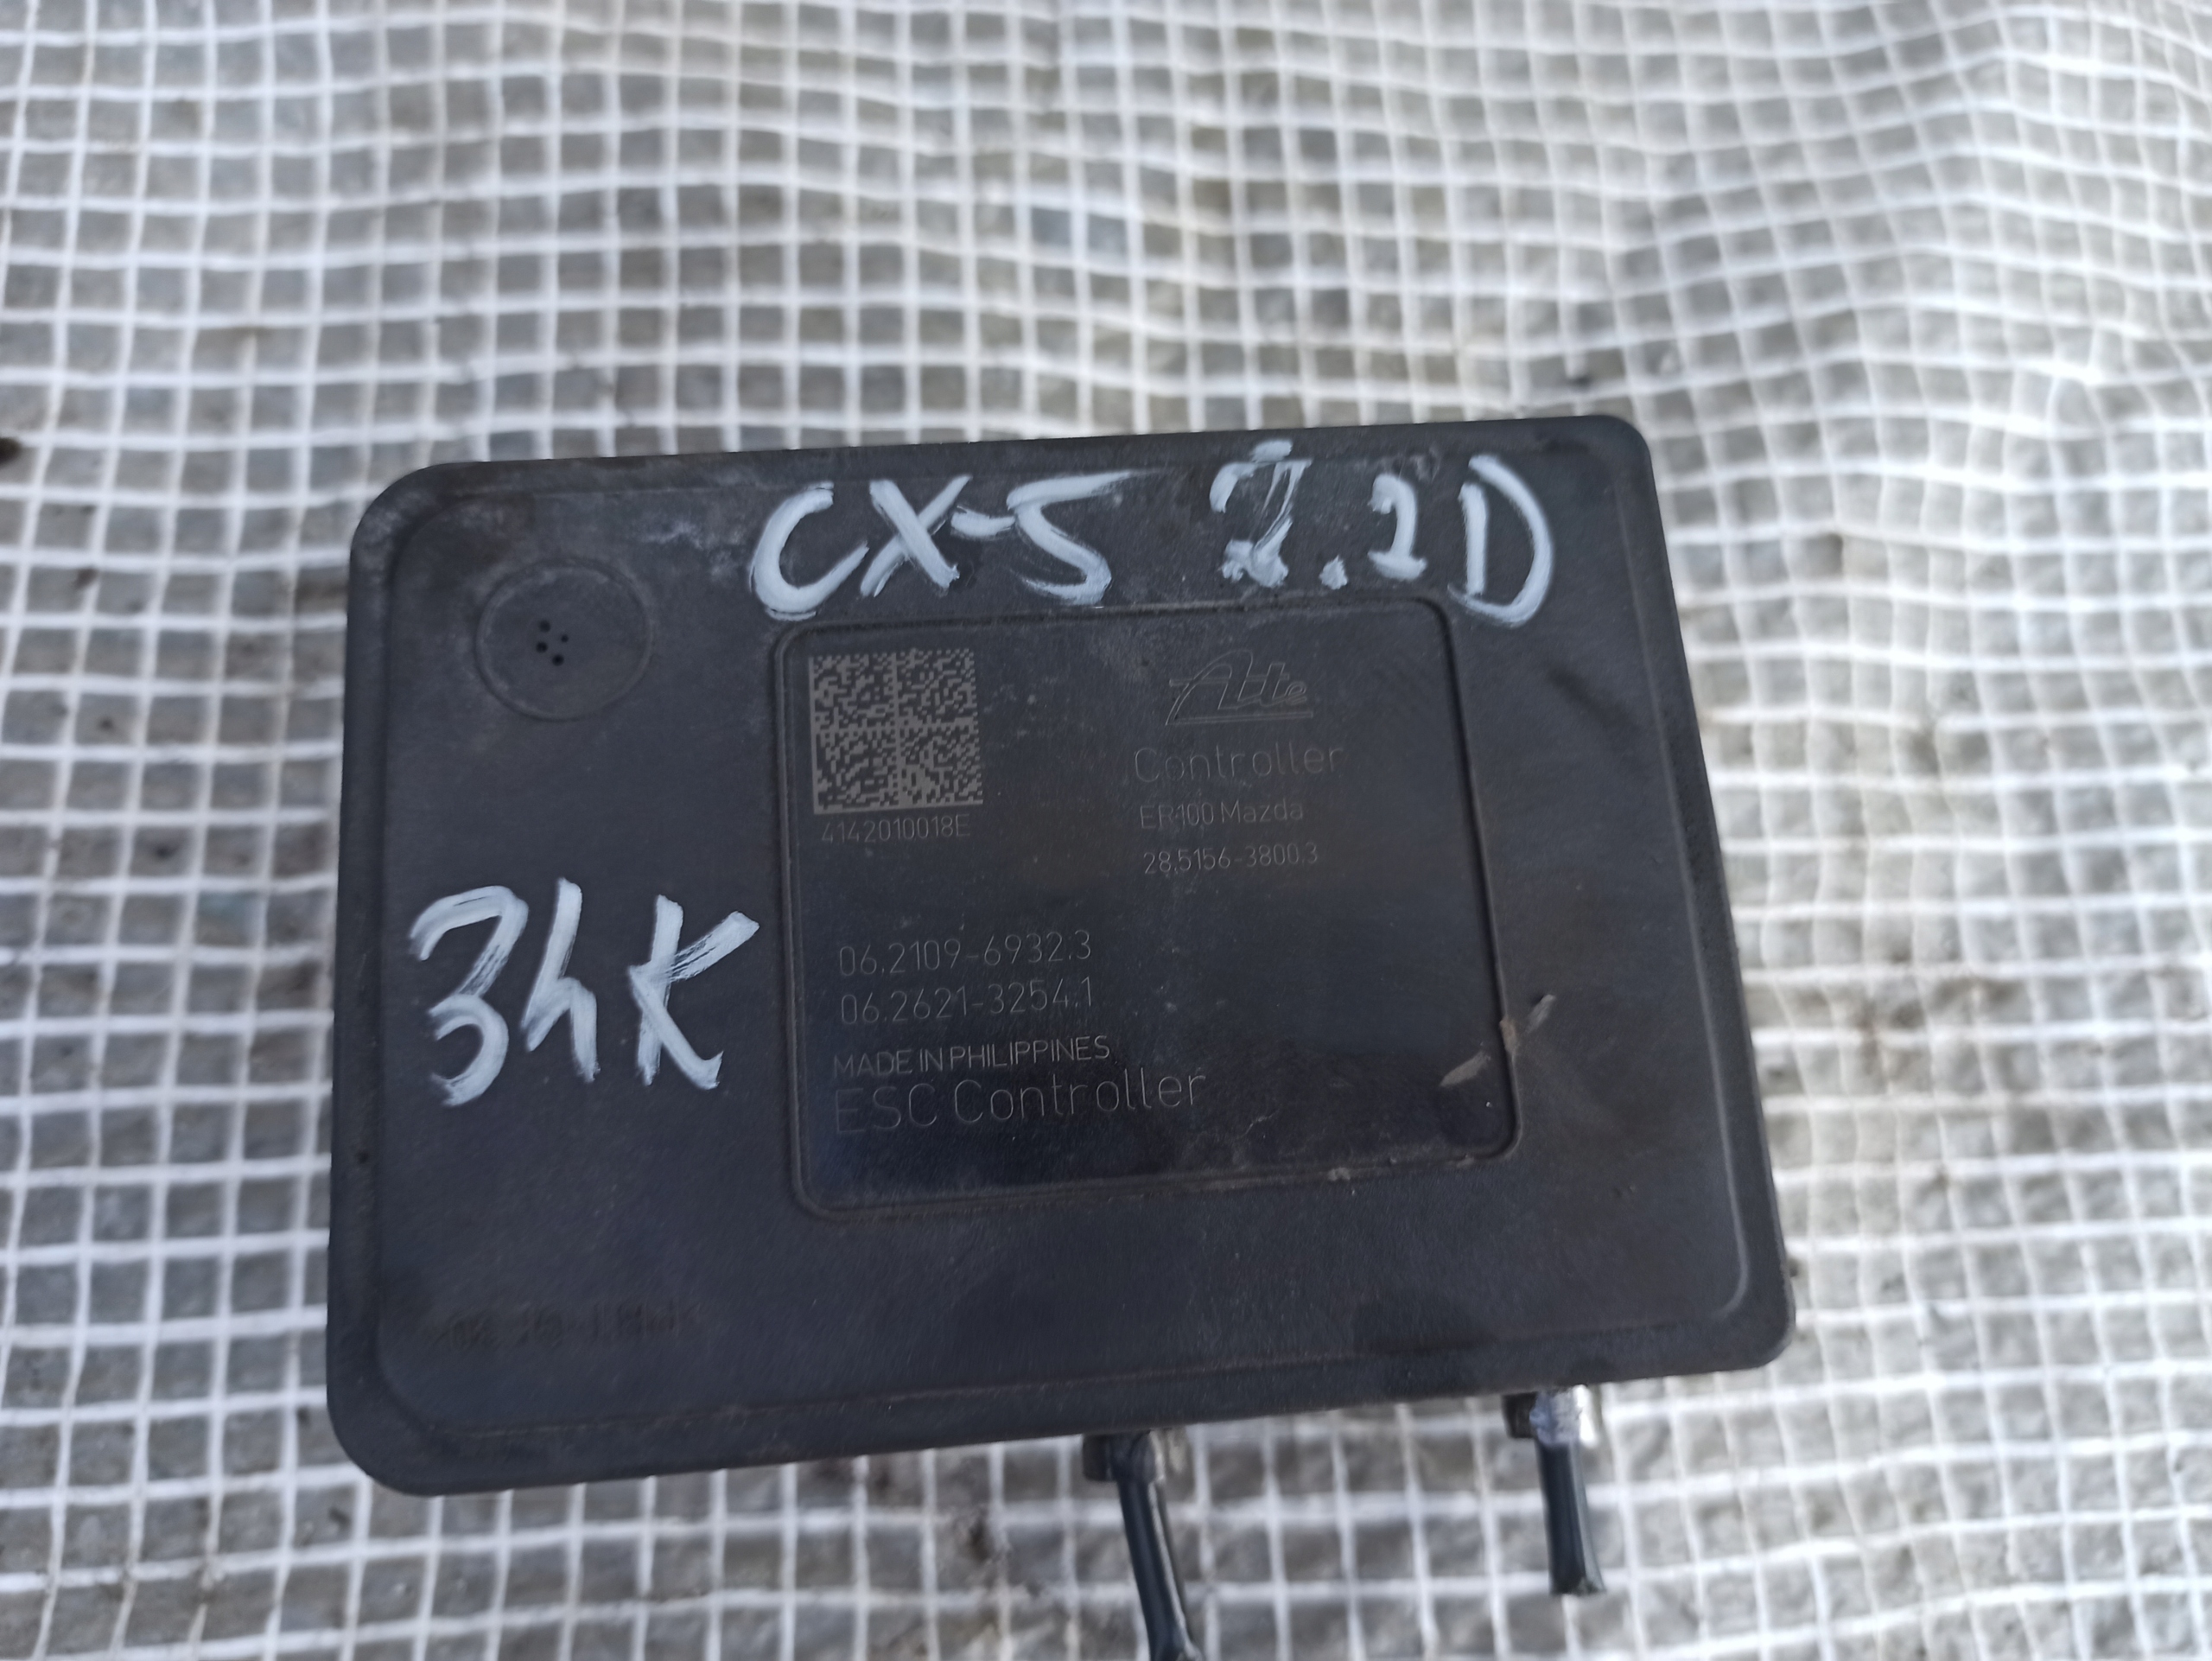 CX-5 2.2D
Ate
Controller
ER100 Mazda
4142010018E
28.5156-3800.3
34K
06.2109-6932.3
06.2621-3254.1
MADE IN PHILIPPINES
ESC Controller